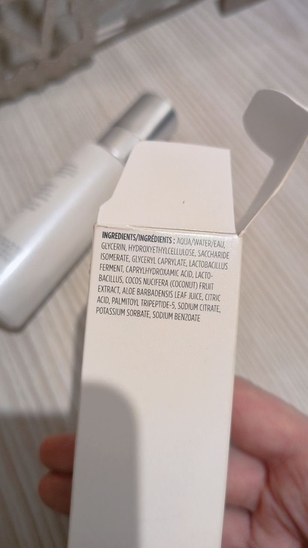 INGREDIENTS/INGRÉDIENTS : AQUA/WATER/EAU,
GLYCERIN, HYDROXYETHYLCELLULOSE, SACCHARIDE
ISOMERATE, GLYCERYL CAPRYLATE, LACTOBACILLUS
FERMENT, CAPRYLHYDROXAMIC ACID, LACTO-
BACILLUS, COCOS NUCIFERA (COCONUT) FRUIT
EXTRACT, ALOE BARBADENSIS LEAF JUICE, CITRIC
ACID, PALMITOYL TRIPEPTIDE-5, SODIUM CITRATE,
POTASSIUM SORBATE, SODIUM BENZOATE